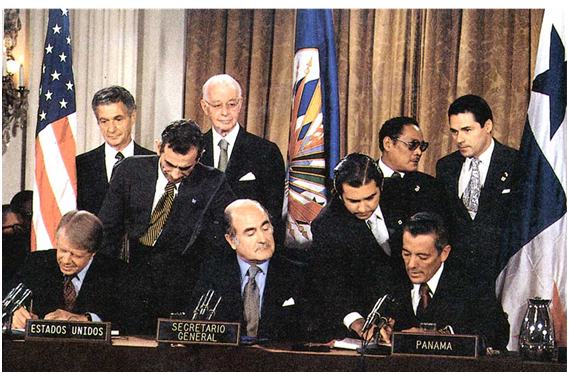 ESTADOS UNIDOS
SECRETARIO
GENERAL
PANAMA